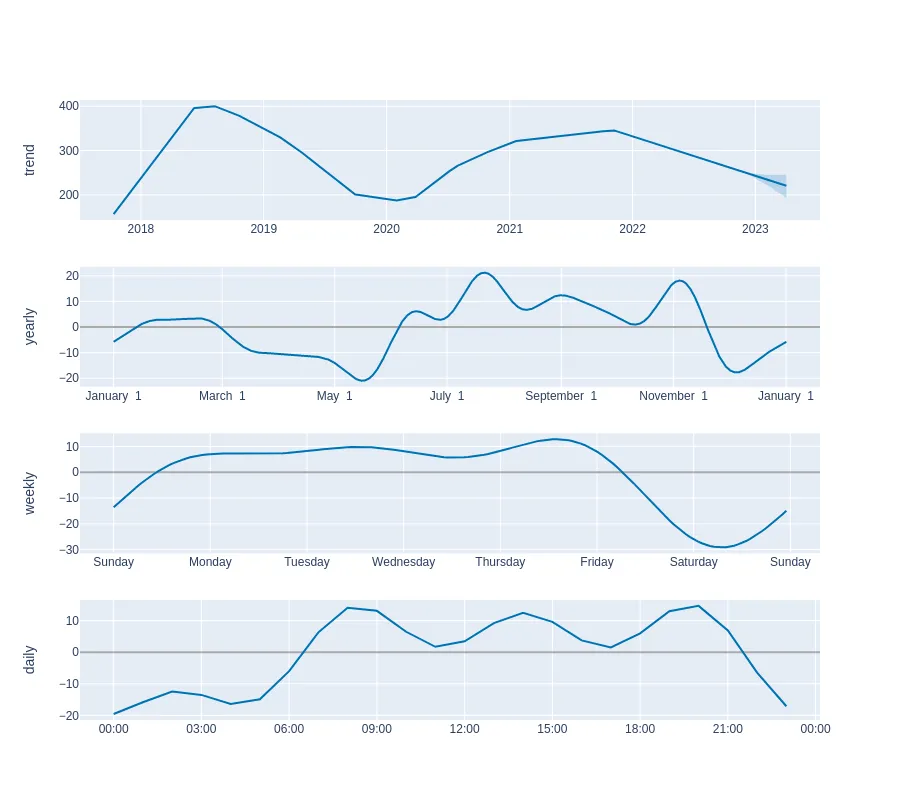 trend
400
300
200
2018 2019 2020 2021 2022 2023
yearly
20
10
0
−10
−20
January 1 March 1 May 1 July 1 September 1 November 1 January 1
weekly
10
0
−10
−20
−30
Sunday Monday Tuesday Wednesday Thursday Friday Saturday Sunday
daily
10
0
−10
−20
00:00 03:00 06:00 09:00 12:00 15:00 18:00 21:00 00:00